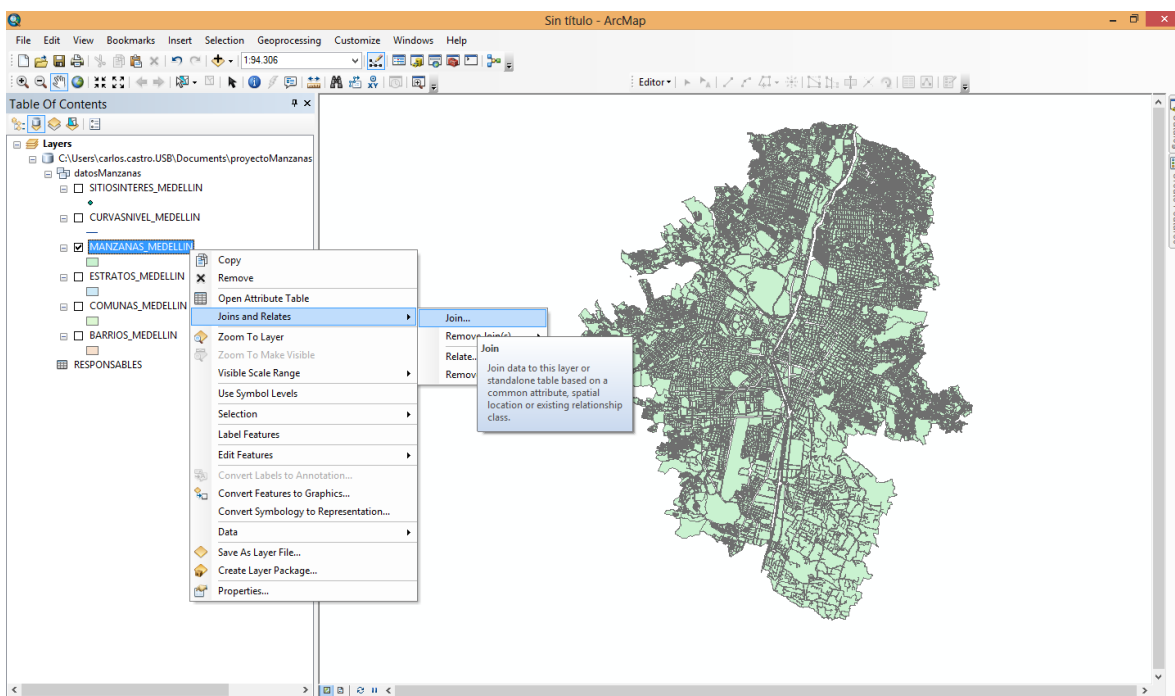 Sin título - ArcMap
File Edit View Bookmarks Insert Selection Geoprocessing Customize Windows Help
1:94.306
Editor
Table Of Contents
Layers
C:\Users\carlos.castro.USB\Documents\proyectoManzanas
datosManzanas
SITIOSINTERES_MEDELLIN
CURVASNIVEL_MEDELLIN
MANZANAS_MEDELLIN
ESTRATOS_MEDELLIN
COMUNAS_MEDELLIN
BARRIOS_MEDELLIN
RESPONSABLES
Copy
Remove
Open Attribute Table
Joins and Relates
Zoom To Layer
Zoom To Make Visible
Visible Scale Range
Use Symbol Levels
Selection
Label Features
Edit Features
Convert Labels to Annotation...
Convert Features to Graphics...
Convert Symbology to Representation...
Data
Save As Layer File...
Create Layer Package...
Properties...
Join...
Remove Join(s)
Relate...
Remov
Join
Join data to this layer or
standalone table based on a
common attribute, spatial
location or existing relationship
class.